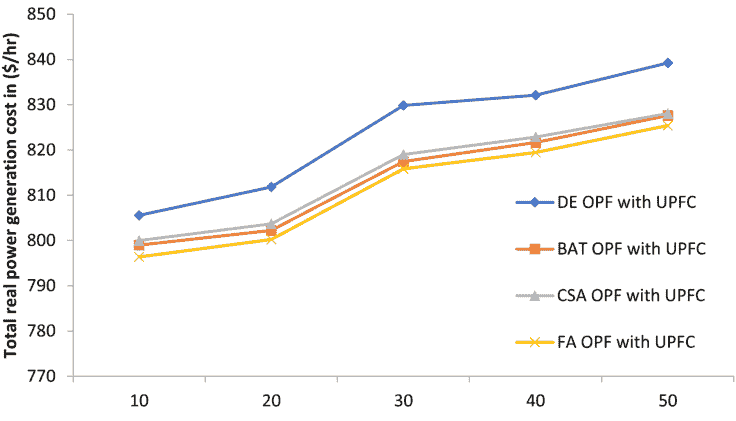 Total real power generation cost in ($/hr)
850
840
830
820
810
800
790
780
770
10 20 30 40 50
DE OPF with UPFC
BAT OPF with UPFC
CSA OPF with UPFC
FA OPF with UPFC